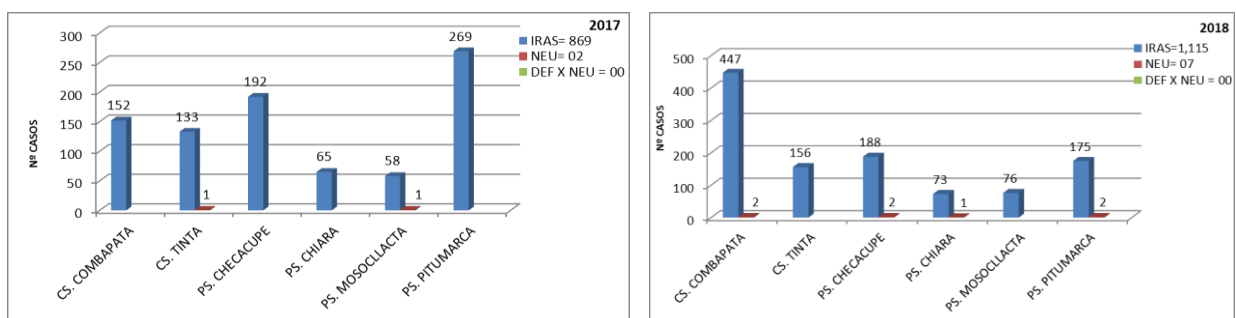 2017
IRAS= 869
NEU= 02
DEF X NEU = 00
Nº CASOS
300
250
200
150
100
50
0
152
133
1
192
65
58
1
269
CS. COMBAPATA
CS. TINTA
PS. CHECACUPE
PS. CHIARA
PS. MOSOCLLACTA
PS. PITUMARCA
2018
IRAS=1,115
NEU= 07
DEF X NEU = 00
Nº CASOS
500
400
300
200
100
0
447
2
156
188
2
73
1
76
175
2
CS. COMBAPATA
CS. TINTA
PS. CHECACUPE
PS. CHIARA
PS. MOSOCLLACTA
PS. PITUMARCA